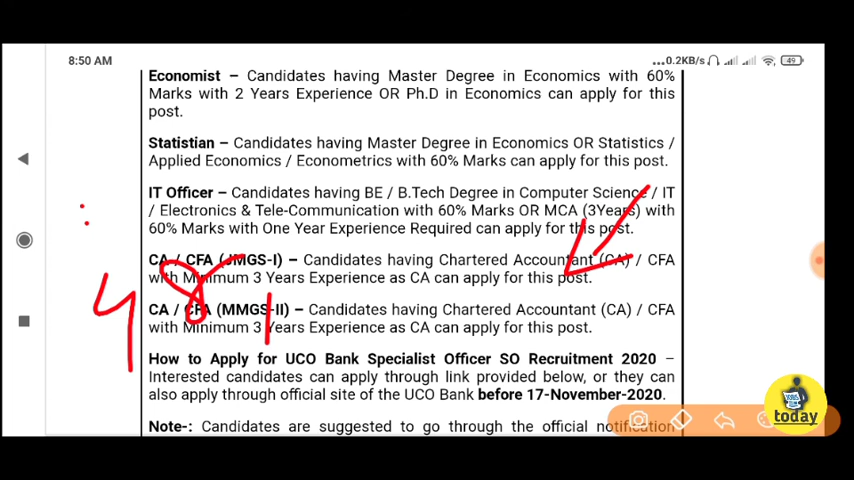 8:50 AM
...0.2KB/s
49
Economist – Candidates having Master Degree in Economics with 60%
Marks with 2 Years Experience OR Ph.D in Economics can apply for this
post.
Statistian – Candidates having Master Degree in Economics OR Statistics /
Applied Economics / Econometrics with 60% Marks can apply for this post.
IT Officer – Candidates having BE / B.Tech Degree in Computer Science / IT
/ Electronics & Tele-Communication with 60% Marks OR MCA (3Years) with
60% Marks with One Year Experience Required can apply for this post.
CA / CFA (JMGS-I) – Candidates having Chartered Accountant (CA) / CFA
with Minimum 3 Years Experience as CA can apply for this post.
CA / CFA (MMGS-II) – Candidates having Chartered Accountant (CA) / CFA
with Minimum 3 Years Experience as CA can apply for this post.
4 8 1
How to Apply for UCO Bank Specialist Officer SO Recruitment 2020 –
Interested candidates can apply through link provided below, or they can
also apply through official site of the UCO Bank before 17-November-2020.
Note-: Candidates are suggested to go through the official notification
today